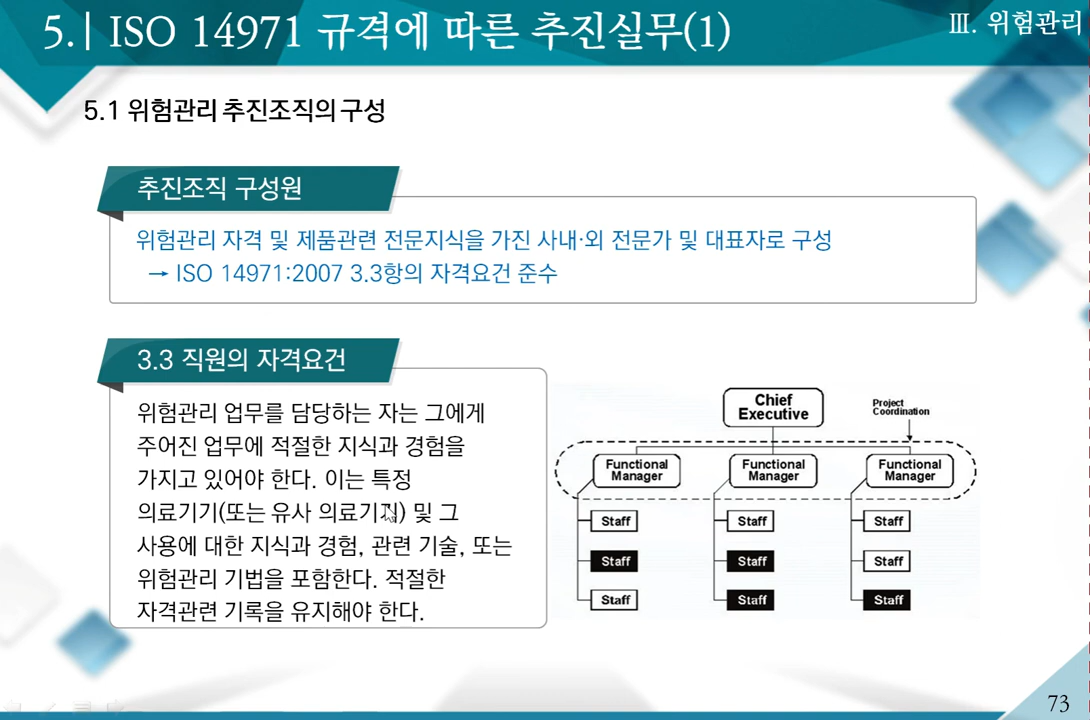 5. | ISO 14971 규격에 따른 추진실무(1)
Ⅲ. 위험관리
5.1 위험관리 추진조직의 구성
추진조직 구성원
위험관리 자격 및 제품관련 전문지식을 가진 사내·외 전문가 및 대표자로 구성
→ ISO 14971:2007 3.3항의 자격요건 준수
3.3 직원의 자격요건
위험관리 업무를 담당하는 자는 그에게
주어진 업무에 적절한 지식과 경험을
가지고 있어야 한다. 이는 특정
의료기기(또는 유사 의료기기) 및 그
사용에 대한 지식과 경험, 관련 기술, 또는
위험관리 기법을 포함한다. 적절한
자격관련 기록을 유지해야 한다.
Chief
Executive
Project
Coordination
Functional
Manager
Functional
Manager
Functional
Manager
Staff
Staff
Staff
Staff
Staff
Staff
Staff
Staff
Staff
73